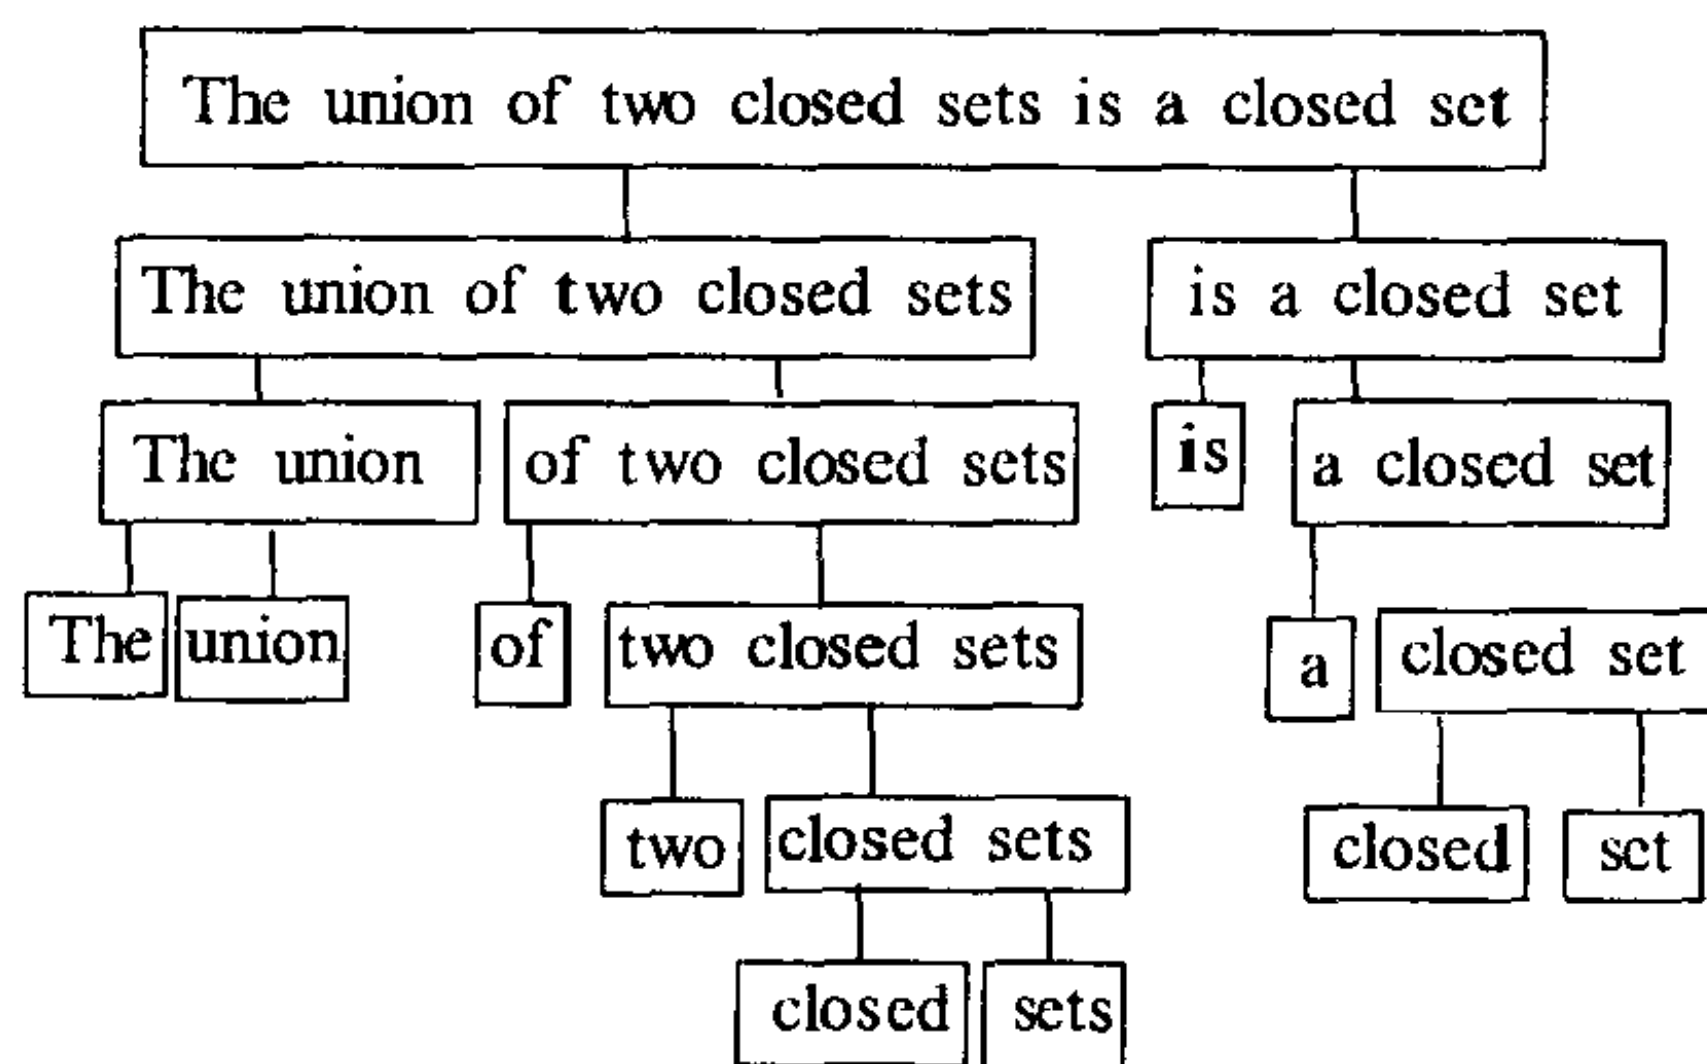 The union of two closed sets is a closed set
The union of two closed sets
is a closed set
The union
of two closed sets
is
a closed set
The
union
of
two closed sets
a
closed set
two
closed sets
closed
set
closed
sets